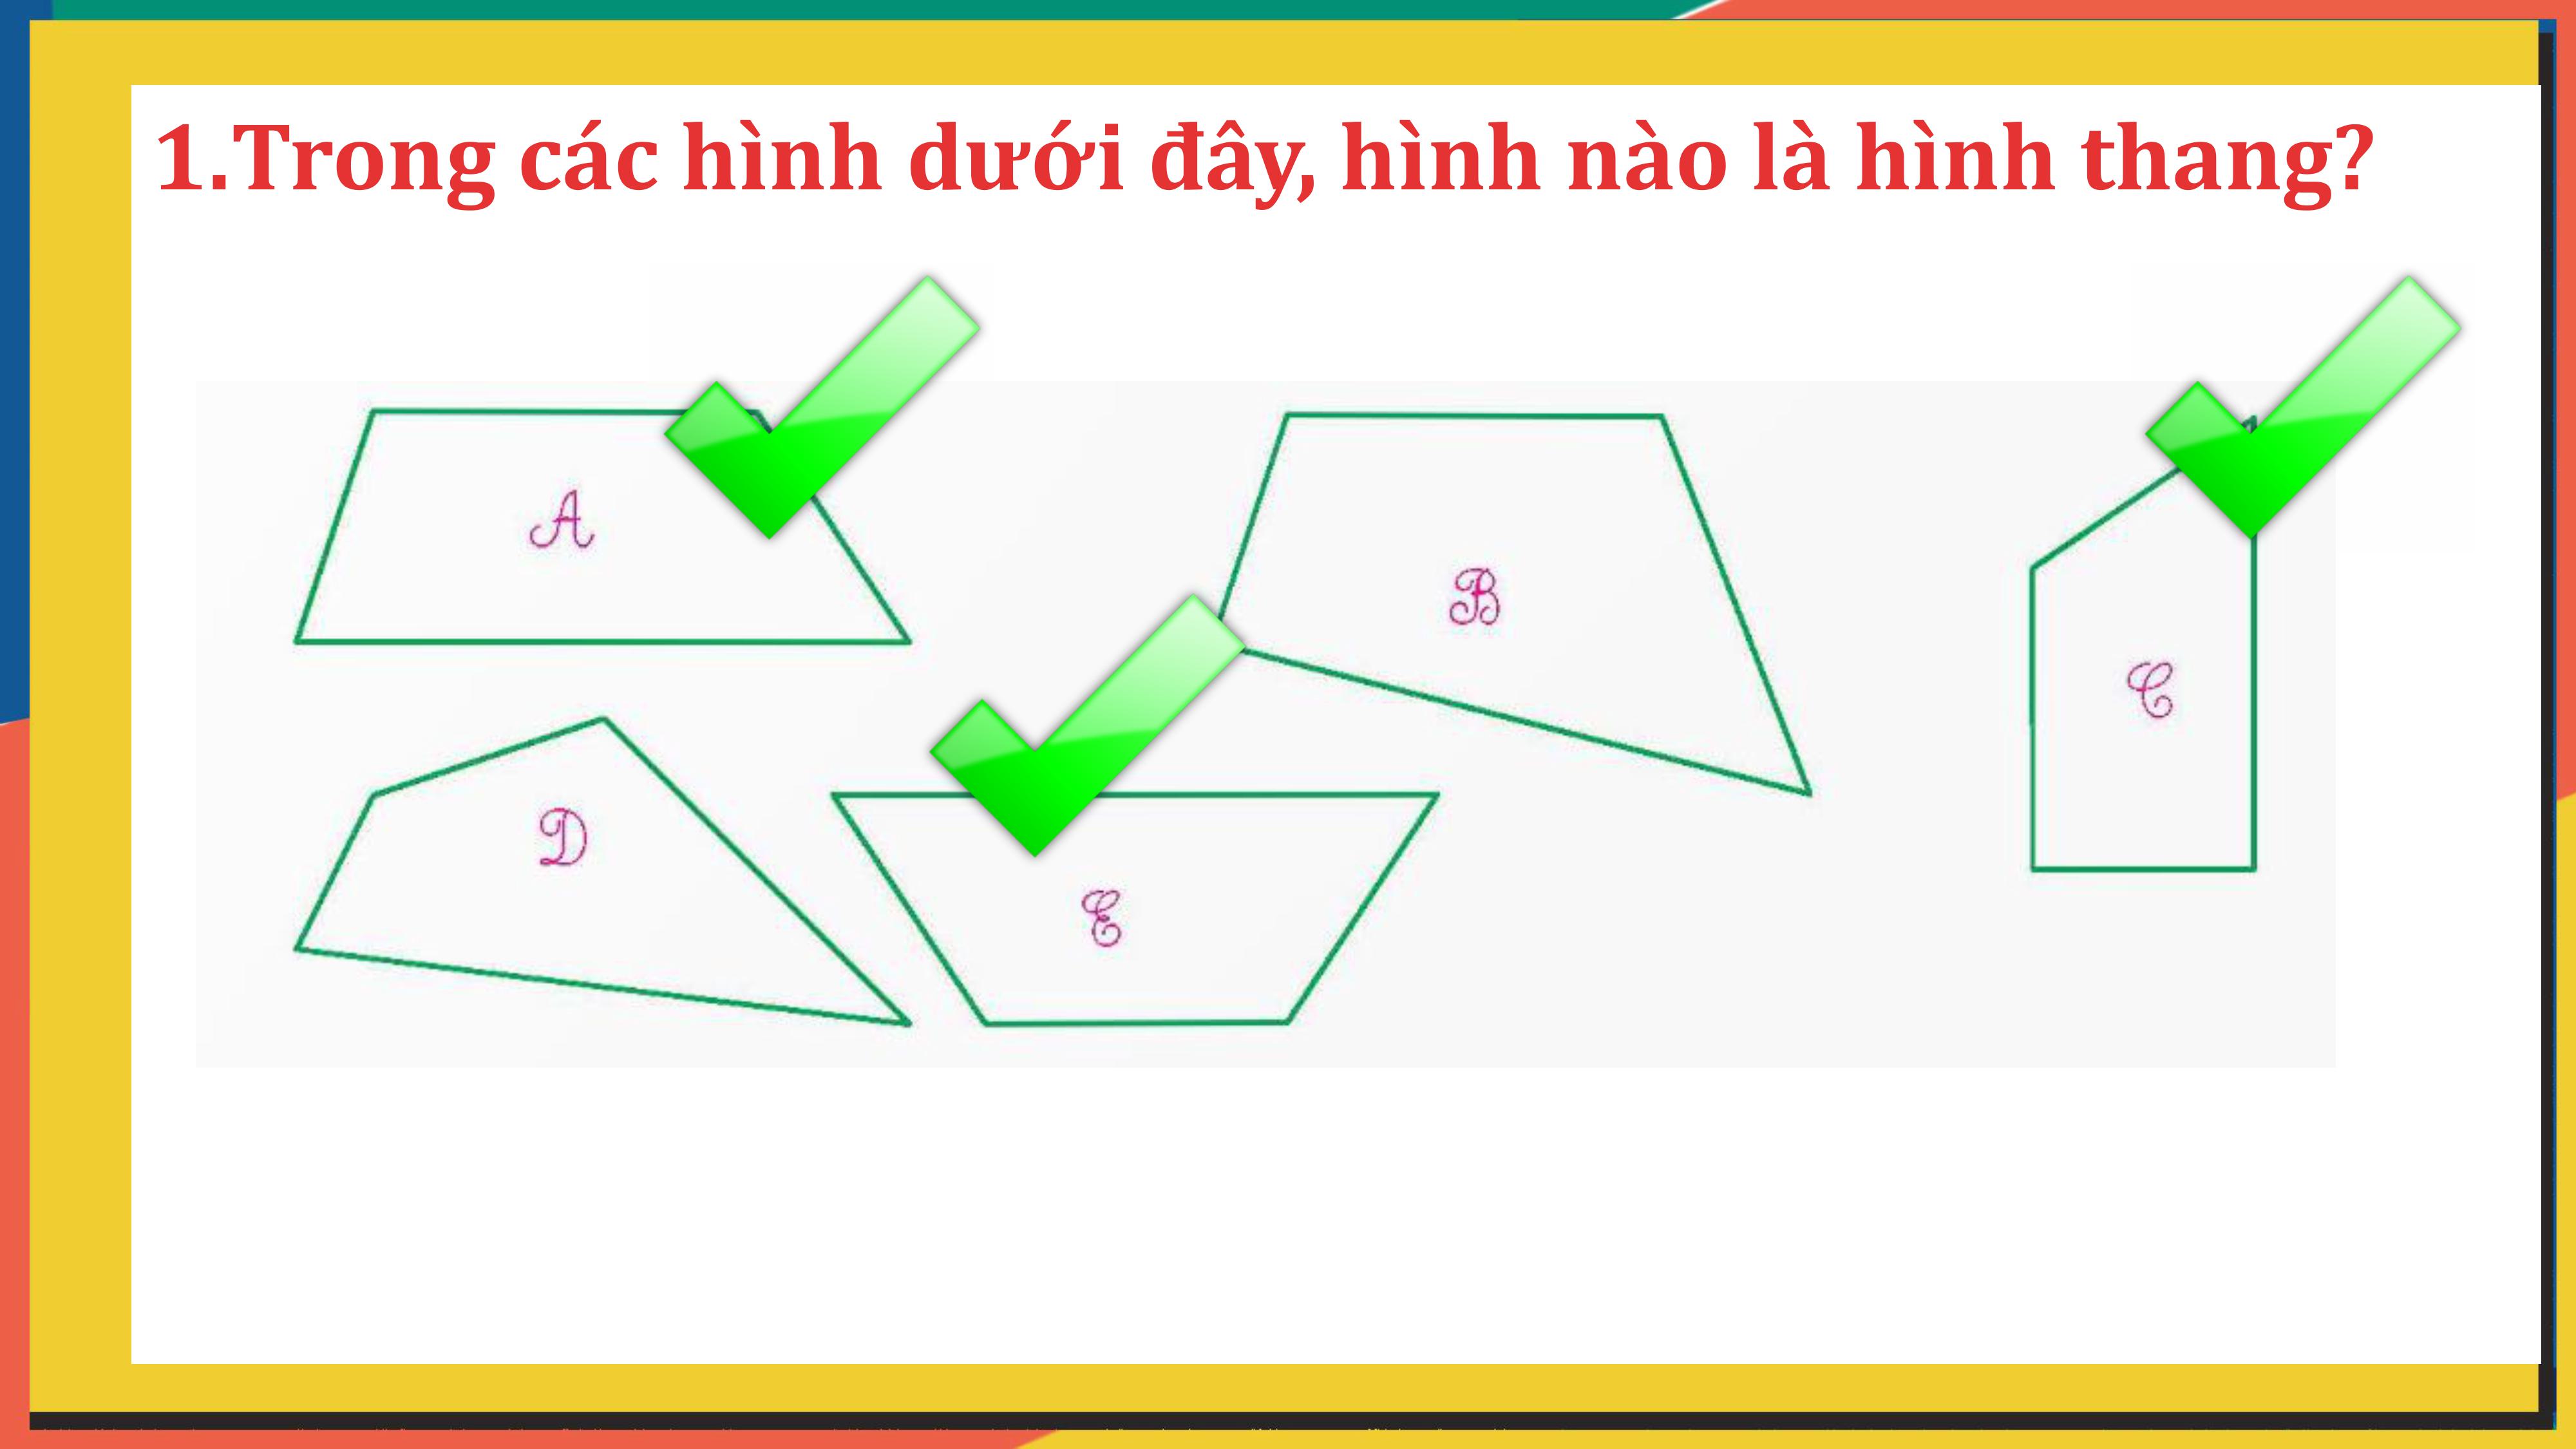 1.Trong các hình dưới đây, hình nào là hình thang?
A
B
C
D
E